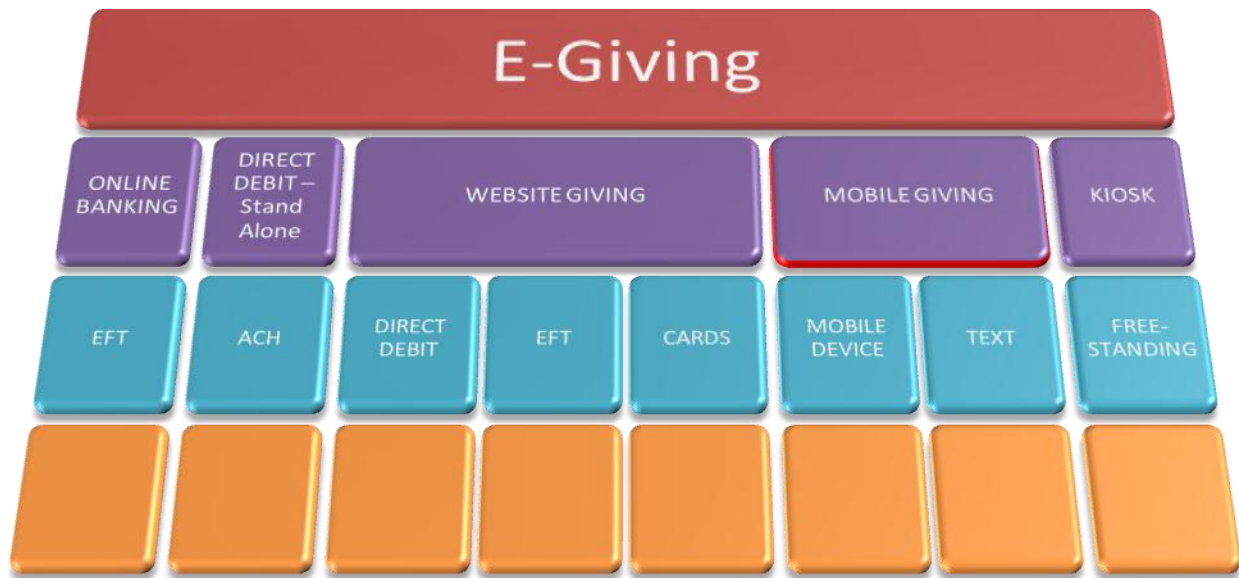 E-Giving
ONLINE
BANKING
DIRECT
DEBIT –
Stand
Alone
WEBSITE GIVING
MOBILE GIVING
KIOSK
EFT
ACH
DIRECT
DEBIT
EFT
CARDS
MOBILE
DEVICE
TEXT
FREE-
STANDING